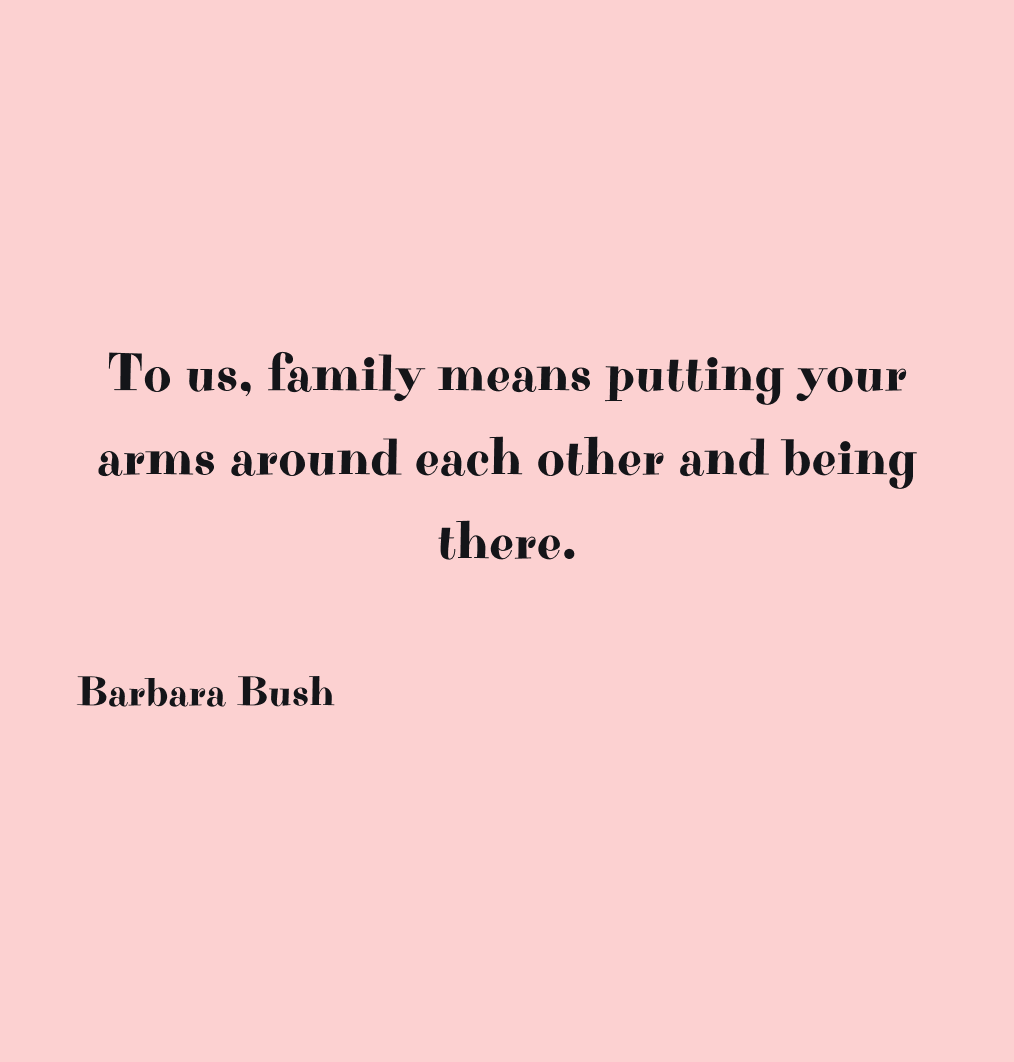 To us, family means putting your
arms around each other and being
there.
Barbara Bush